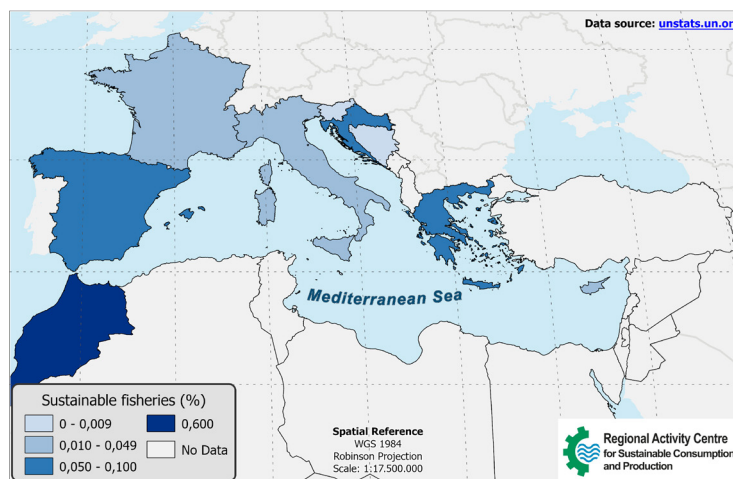 Data source: unstats.un.or
Mediterranean Sea
Sustainable fisheries (%)
0 - 0,009
0,600
0,010 - 0,049
No Data
0,050 - 0,100
Spatial Reference
WGS 1984
Robinson Projection
Scale: 1:17.500.000
Regional Activity Centre
for Sustainable Consumption
and Production